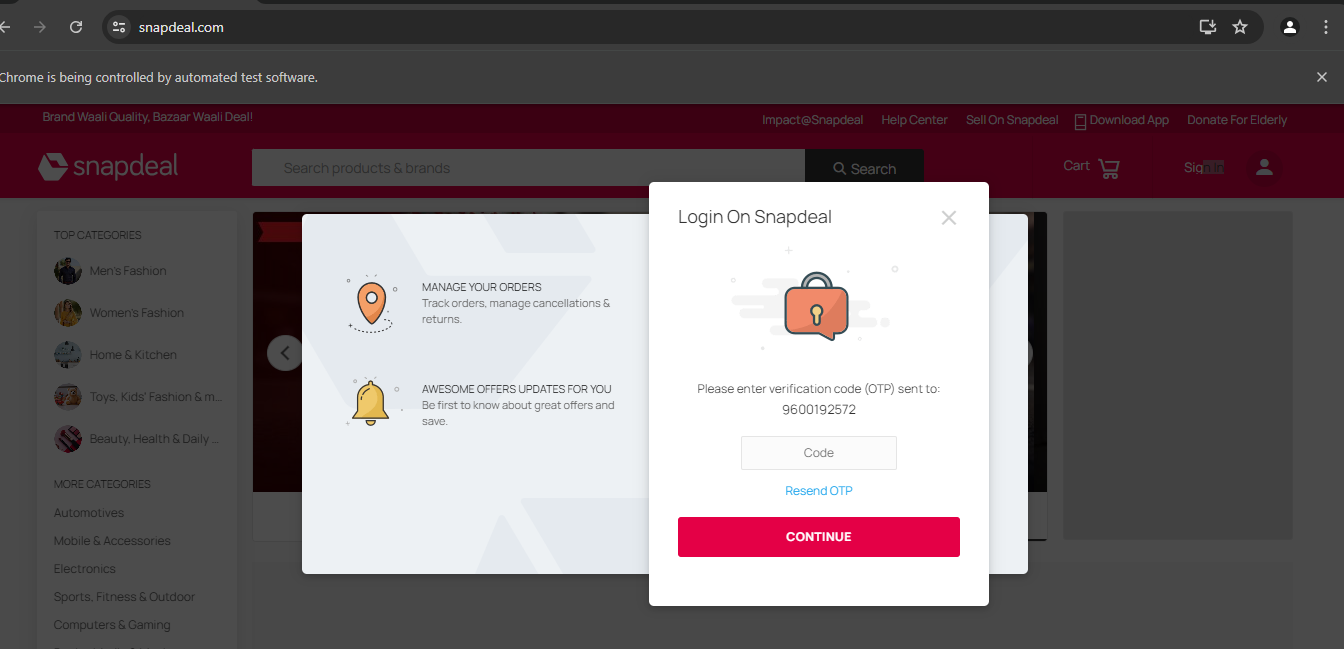 snapdeal.com
Chrome is being controlled by automated test software.
Brand Waali Quality, Bazaar Waali Deal!
Impact@Snapdeal Help Center Sell On Snapdeal Download App Donate For Elderly
snapdeal
Search products & brands
Search
Cart
Sign In
Login On Snapdeal
TOP CATEGORIES
Men's Fashion
Women's Fashion
Home & Kitchen
Toys, Kids' Fashion & m...
Beauty, Health & Daily ...
MORE CATEGORIES
Automotives
Mobile & Accessories
Electronics
Sports, Fitness & Outdoor
Computers & Gaming
MANAGE YOUR ORDERS
Track orders, manage cancellations &
returns.
AWESOME OFFERS UPDATES FOR YOU
Be first to know about great offers and
save.
Please enter verification code (OTP) sent to:
9600192572
Code
Resend OTP
CONTINUE